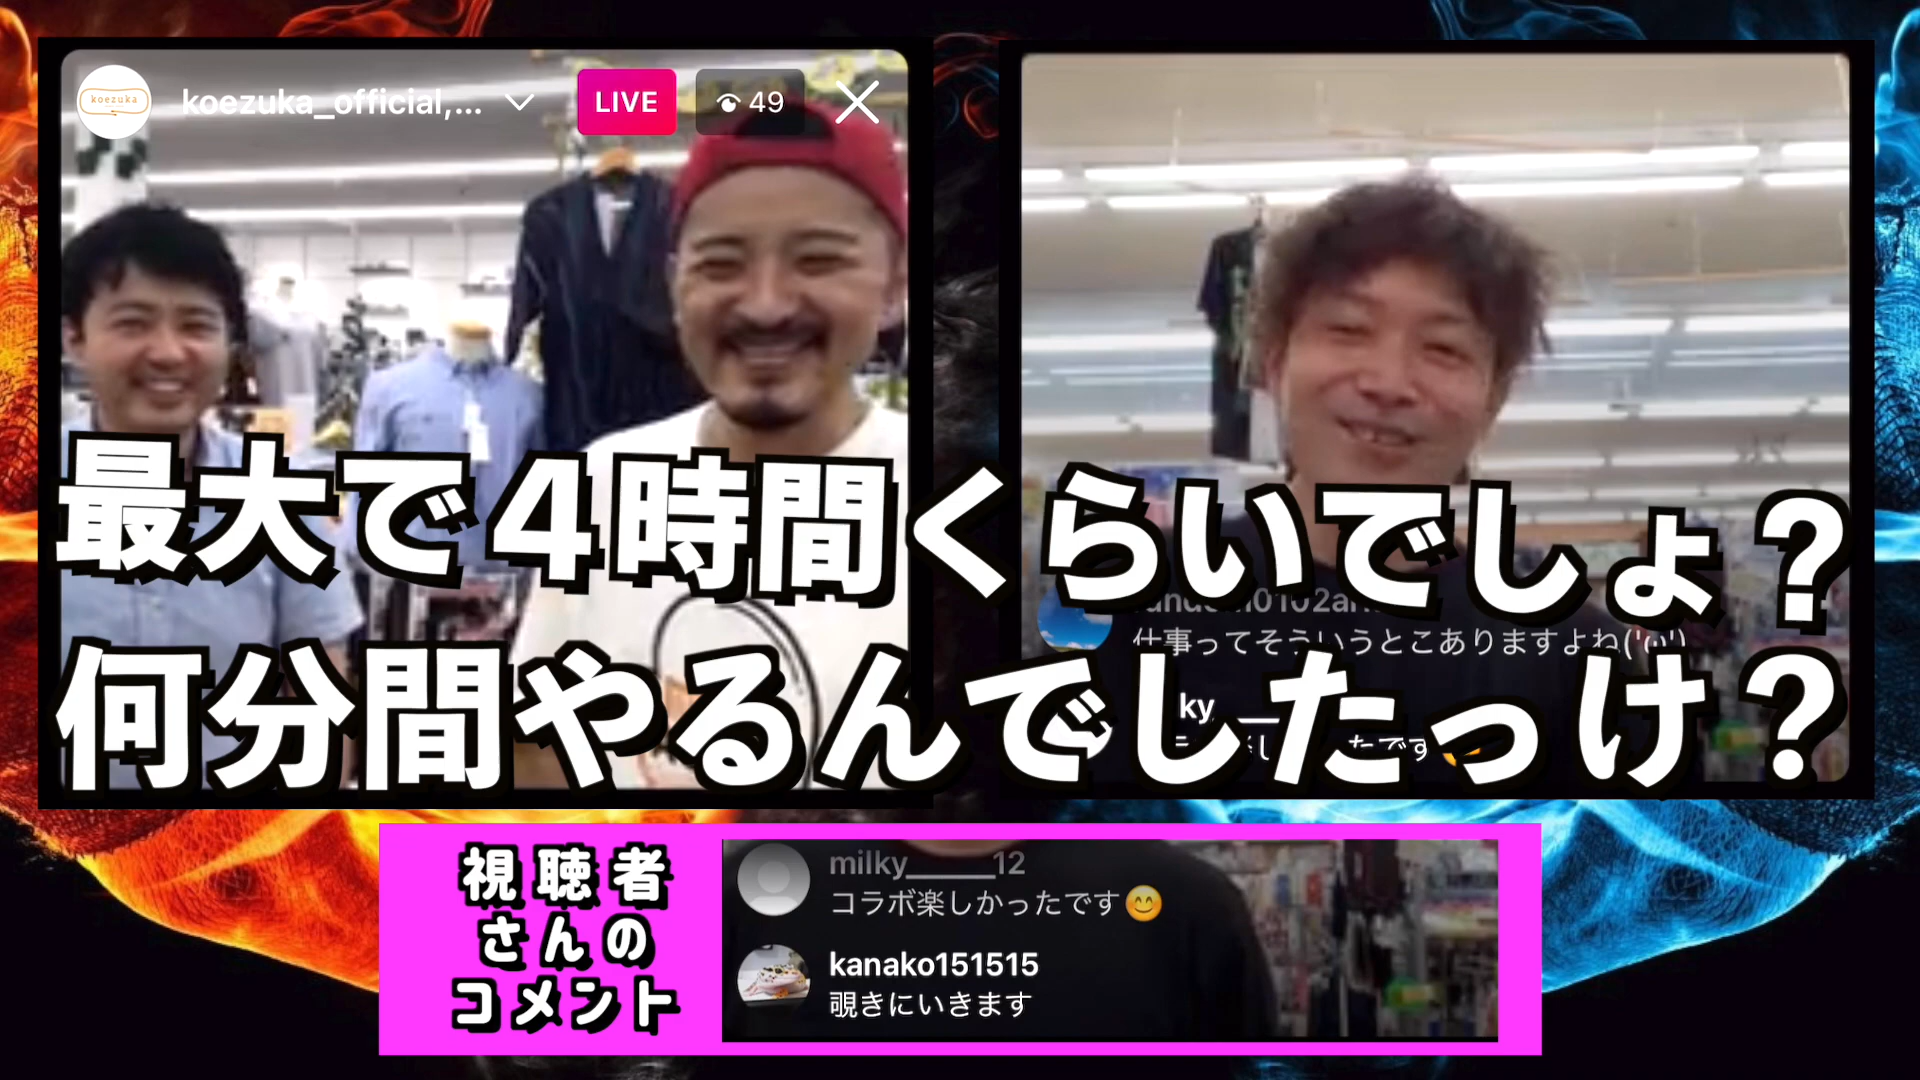 koezuka
koezuka_official,...
LIVE
49
最大で4時間くらいでしょ？
仕事ってそういうとこありますよね('ω')
何分間やるんでしたっけ？
視聴者
さんの
コメント
milky______12
コラボ楽しかったです😊
kanako151515
覗きにいきます